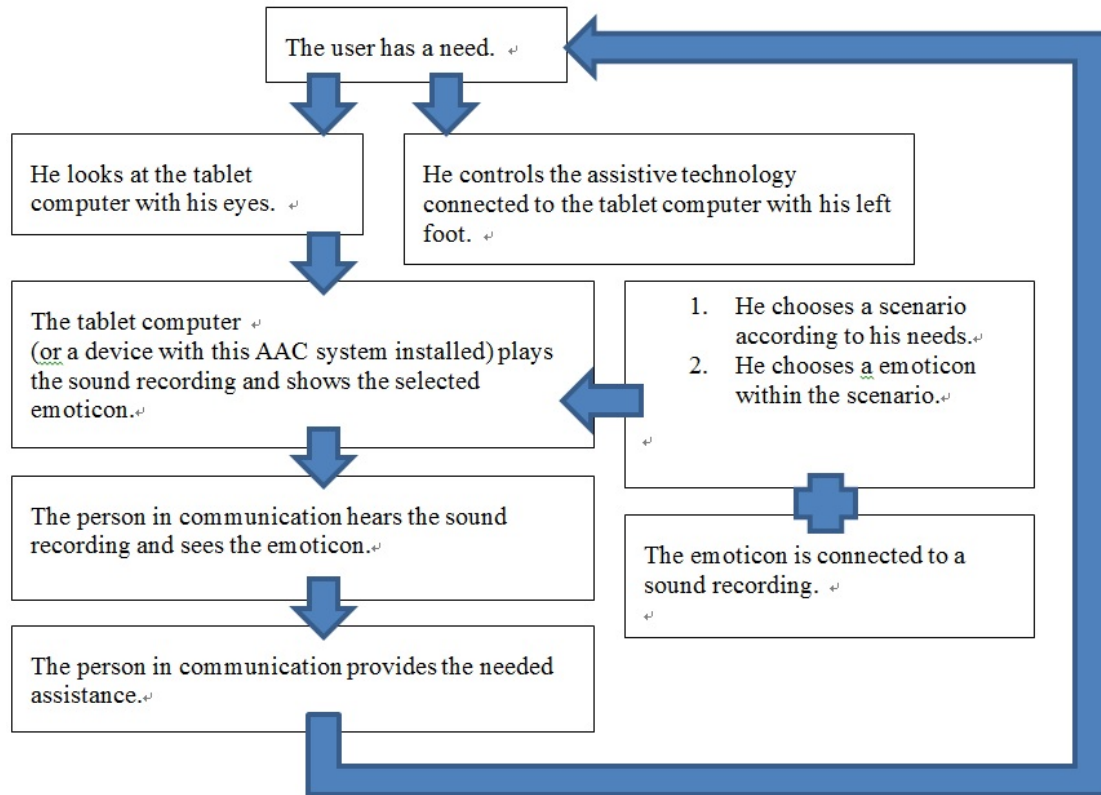 The user has a need.
He looks at the tablet
computer with his eyes.
He controls the assistive technology
connected to the tablet computer with his left
foot.
The tablet computer
(or a device with this AAC system installed) plays
the sound recording and shows the selected
emoticon.
1. He chooses a scenario
according to his needs.
2. He chooses a emoticon
within the scenario.
The person in communication hears the sound
recording and sees the emoticon.
The emoticon is connected to a
sound recording.
The person in communication provides the needed
assistance.